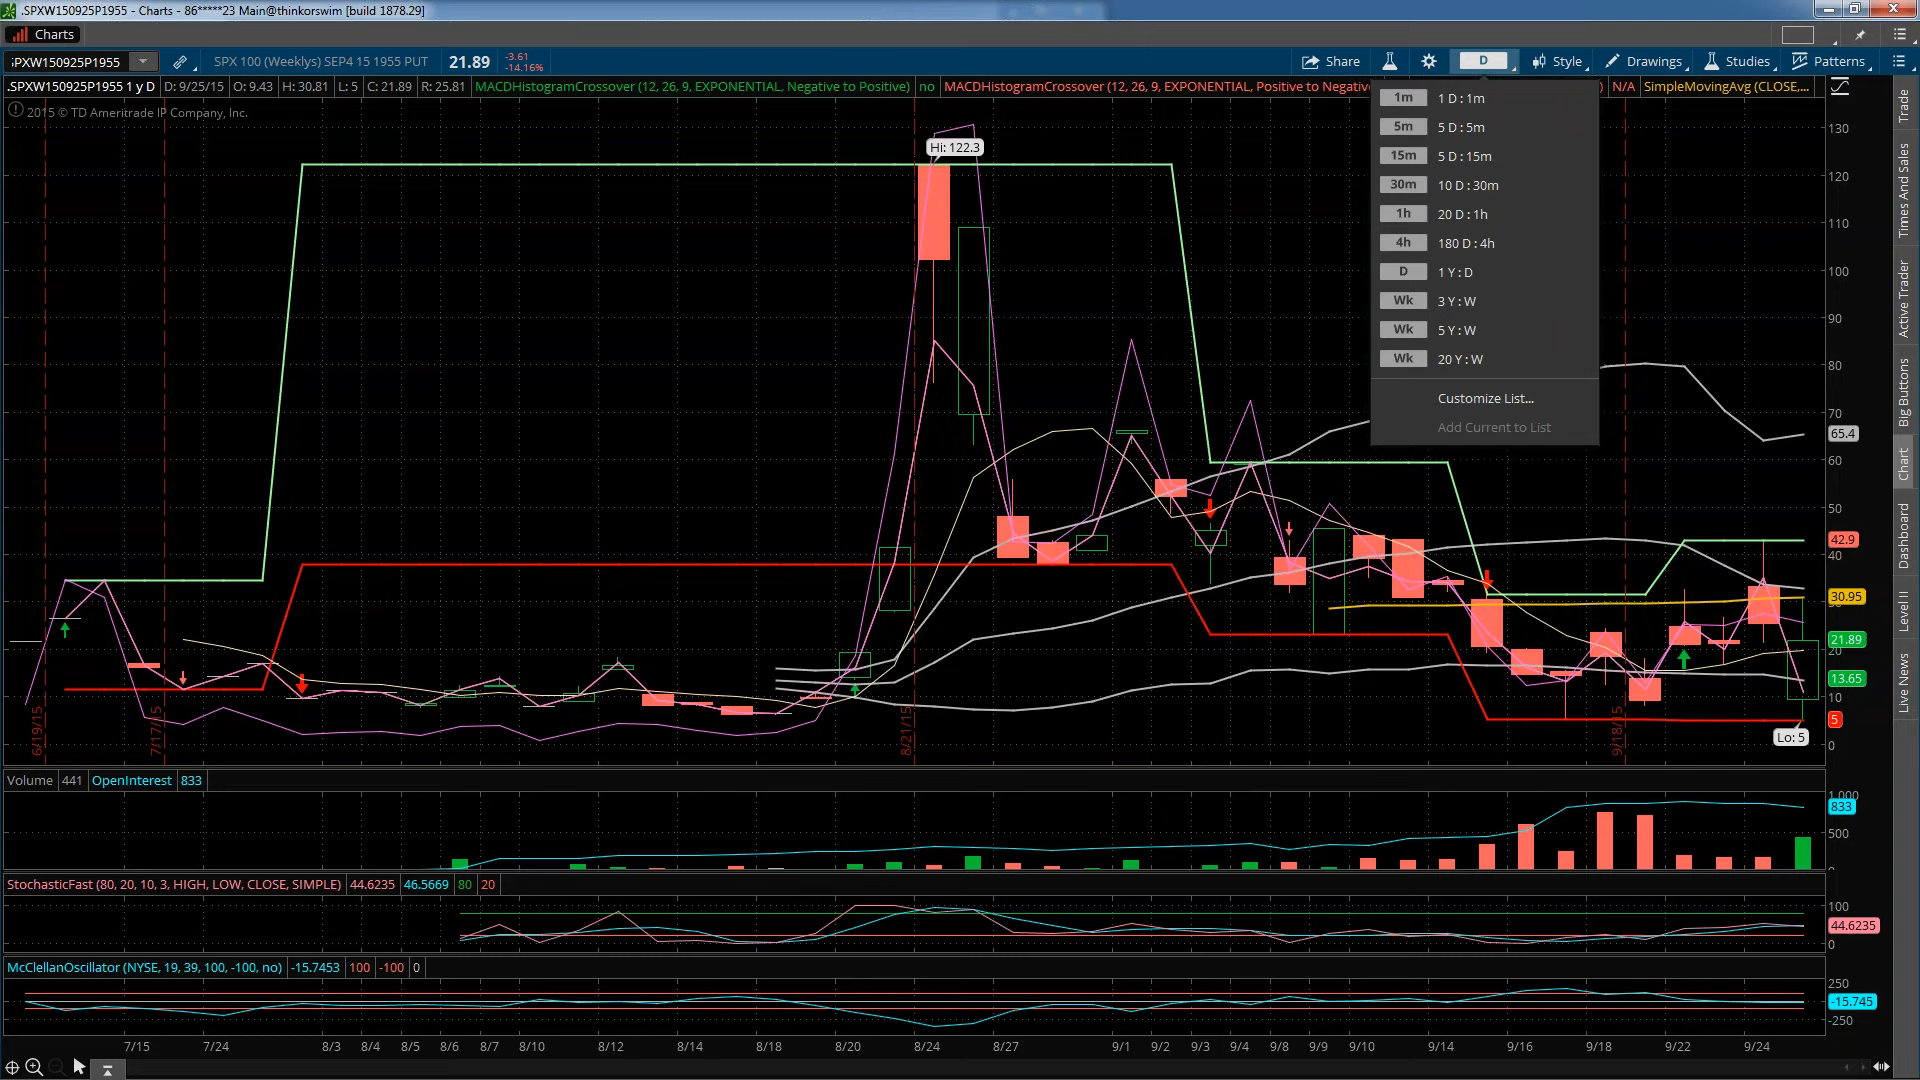 .SPXW150925P1955 - Charts - 86*****23 Main@thinkorswim [build 1878.29]
Charts
iPXW150925P1955
SPX 100 (Weeklys) SEP4 15 1955 PUT
21.89
-3.61
-14.16%
Share
D
Style
Drawings
Studies
Patterns
.SPXW150925P1955 1 y D
D: 9/25/15
O: 9.43
H: 30.81
L: 5
C: 21.89
R: 25.81
MACDHistogramCrossover (12, 26, 9, EXPONENTIAL, Negative to Positive)
no
MACDHistogramCrossover (12, 26, 9, EXPONENTIAL, Positive to Negative
)
N/A
SimpleMovingAvg (CLOSE,...
2015 © TD Ameritrade IP Company, Inc.
1m 1 D : 1m
5m 5 D : 5m
15m 5 D : 15m
30m 10 D : 30m
1h 20 D : 1h
4h 180 D : 4h
D 1 Y : D
Wk 3 Y : W
Wk 5 Y : W
Wk 20 Y : W
Customize List...
Add Current to List
Hi: 122.3
Lo: 5
130
120
110
100
90
80
70
65.4
60
50
42.9
40
30.95
21.89
20
13.65
10
5
0
6/19/15
7/17/15
8/21/15
9/18/15
Trade
Times And Sales
Active Trader
Big Buttons
Chart
Dashboard
Level II
Live News
Volume
441
OpenInterest
833
1,000
833
500
StochasticFast (80, 20, 10, 3, HIGH, LOW, CLOSE, SIMPLE)
44.6235
46.5669
80
20
100
44.6235
0
McClellanOscillator (NYSE, 19, 39, 100, -100, no)
-15.7453
100
-100
0
250
-15.745
-250
7/15
7/24
8/3
8/4
8/5
8/6
8/7
8/10
8/12
8/14
8/18
8/20
8/24
8/27
9/1
9/2
9/3
9/4
9/8
9/9
9/10
9/14
9/16
9/18
9/22
9/24